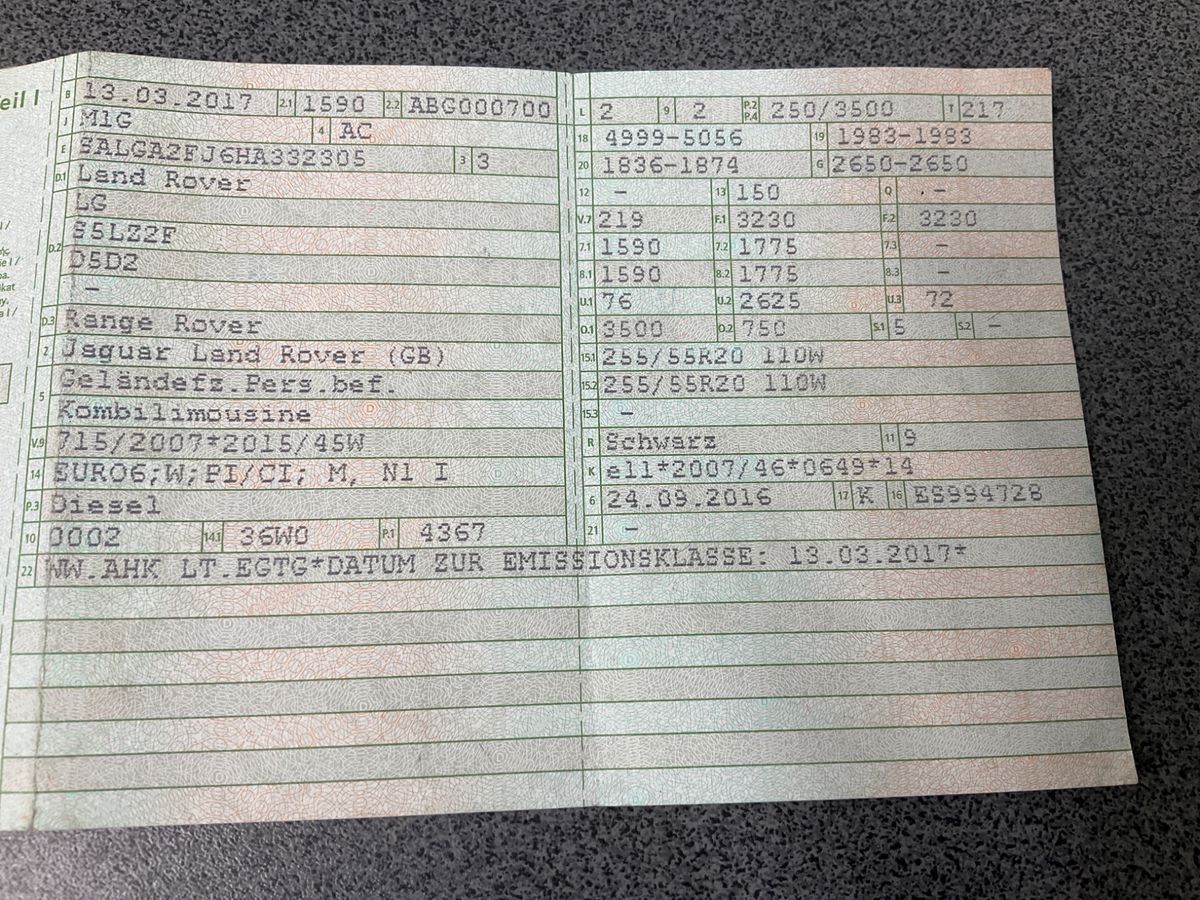 eil I
B 13.03.2017 2.1 1590 2.2 ABG000700
J M1G 4 AC
E SALGA2FJ6HA332305 3 3
D.1 Land Rover
LG
D.2 S5LZ2F
D5D2
-
D.3 Range Rover
2 Jaguar Land Rover (GB)
5 Geländefz.Pers.bef.
Kombilimousine
V.9 715/2007*2015/45W
14 EURO6;W;PI/CI; M, N1 I
P.3 Diesel
10 0002 14.1 36W0 P.1 4367
L 2 9 2 P.2 P.4 250/3500 T 217
18 4999-5056 19 1983-1983
20 1836-1874 G 2650-2650
12 - 13 150 Q -
V.7 219 F.1 3230 F.2 3230
7.1 1590 7.2 1775 7.3 -
8.1 1590 8.2 1775 8.3 -
U.1 76 U.2 2625 U.3 72
O.1 3500 O.2 750 S.1 5 S.2 -
15.1 255/55R20 110W
15.2 255/55R20 110W
15.3 -
R Schwarz 11 9
K e11*2007/46*0649*14
6 24.09.2016 17 K 16 ES994728
21 -
22 WW.AHK LT.EGTG*DATUM ZUR EMISSIONSKLASSE: 13.03.2017*